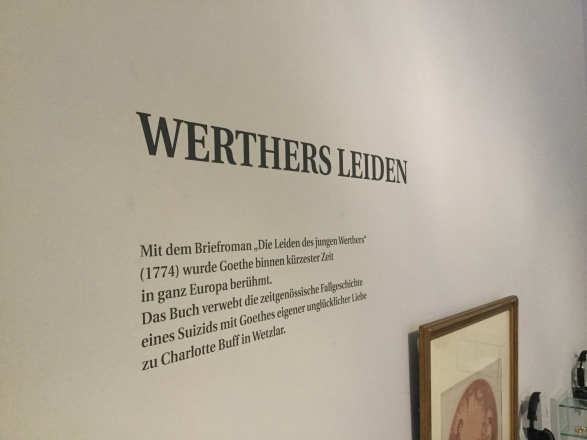 WERTHERS LEIDEN
Mit dem Briefroman „Die Leiden des jungen Werthers“
(1774) wurde Goethe binnen kürzester Zeit
in ganz Europa berühmt.
Das Buch verwebt die zeitgenössische Fallgeschichte
eines Suizids mit Goethes eigener unglücklicher Liebe
zu Charlotte Buff in Wetzlar.